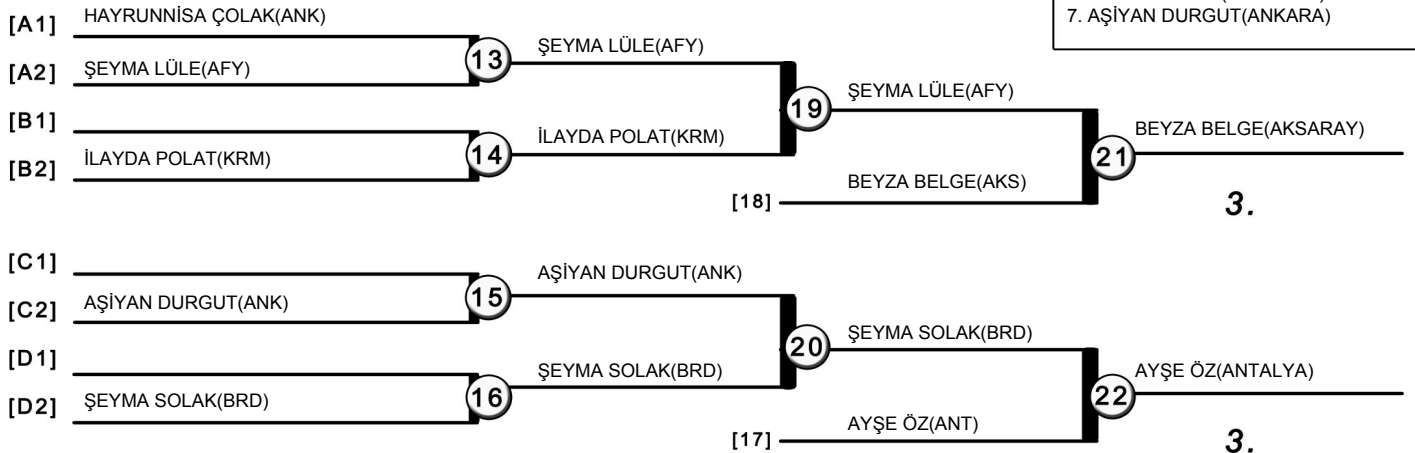 7. AŞİYAN DURGUT(ANKARA)
[A1] HAYRUNNİSA ÇOLAK(ANK)
[A2] ŞEYMA LÜLE(AFY)
13
ŞEYMA LÜLE(AFY)
[B1]
[B2] İLAYDA POLAT(KRM)
14
İLAYDA POLAT(KRM)
19
ŞEYMA LÜLE(AFY)
[18] BEYZA BELGE(AKS)
21
BEYZA BELGE(AKSARAY)
3.
[C1]
[C2] AŞİYAN DURGUT(ANK)
15
AŞİYAN DURGUT(ANK)
[D1]
[D2] ŞEYMA SOLAK(BRD)
16
ŞEYMA SOLAK(BRD)
20
ŞEYMA SOLAK(BRD)
[17] AYŞE ÖZ(ANT)
22
AYŞE ÖZ(ANTALYA)
3.